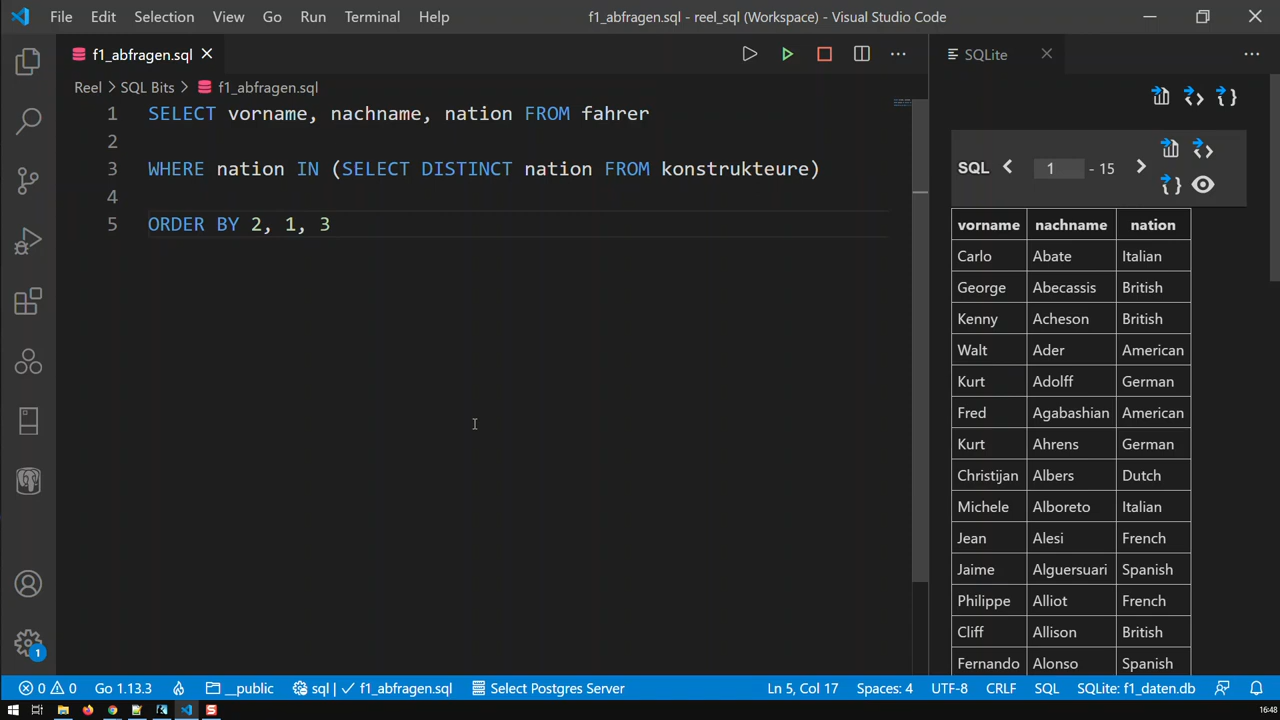 File Edit Selection View Go Run Terminal Help f1_abfragen.sql - reel_sql (Workspace) - Visual Studio Code
f1_abfragen.sql
SQLite
Reel > SQL Bits > f1_abfragen.sql
1 SELECT vorname, nachname, nation FROM fahrer
2
3 WHERE nation IN (SELECT DISTINCT nation FROM konstrukteure)
4
5 ORDER BY 2, 1, 3
SQL < 1 - 15 >
vorname nachname nation
Carlo Abate Italian
George Abecassis British
Kenny Acheson British
Walt Ader American
Kurt Adolff German
Fred Agabashian American
Kurt Ahrens German
Christijan Albers Dutch
Michele Alboreto Italian
Jean Alesi French
Jaime Alguersuari Spanish
Philippe Alliot French
Cliff Allison British
Fernando Alonso Spanish
1
0 0 Go 1.13.3 __public sql | ✓ f1_abfragen.sql Select Postgres Server Ln 5, Col 17 Spaces: 4 UTF-8 CRLF SQL SQLite: f1_daten.db
16:48